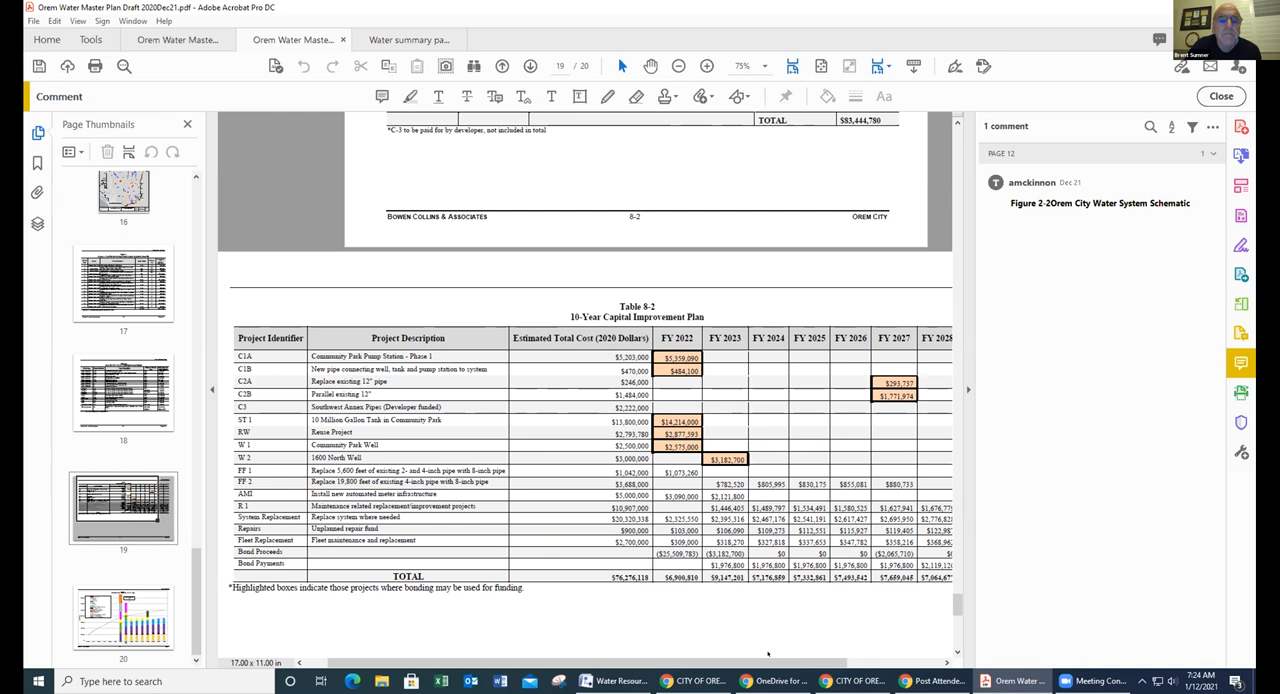 Orem Water Master Plan Draft 2020Dec21.pdf - Adobe Acrobat Pro DC
File Edit View Sign Window Help
Home Tools Orem Water Maste... Orem Water Maste... × Water summary pa...
Brent Sumner
19 / 20 75%
Comment Close
Page Thumbnails
16
17
18
19
20
TOTAL $83,444,780
*C-3 to be paid for by developer, not included in total
BOWEN COLLINS & ASSOCIATES 8-2 OREM CITY
Table 8-2
10-Year Capital Improvement Plan
Project Identifier Project Description Estimated Total Cost (2020 Dollars) FY 2022 FY 2023 FY 2024 FY 2025 FY 2026 FY 2027 FY 2028
C1A Community Park Pump Station - Phase 1 $5,203,000 $5,359,090
C1B New pipe connecting well, tank and pump station to system $470,000 $484,100
C2A Replace existing 12" pipe $246,000 $293,737
C2B Parallel existing 12" $1,484,000 $1,771,974
C3 Southwest Annex Pipes (Developer funded) $2,222,000
ST 1 10 Million Gallon Tank in Community Park $13,800,000 $14,214,000
RW Reuse Project $2,793,780 $2,877,593
W 1 Community Park Well $2,500,000 $2,575,000
W 2 1600 North Well $3,000,000 $3,182,700
FF 1 Replace 5,600 feet of existing 2- and 4-inch pipe with 8-inch pipe $1,042,000 $1,073,260
FF 2 Replace 19,800 feet of existing 4-inch pipe with 8-inch pipe $3,688,000 $782,520 $805,995 $830,175 $855,081 $880,733
AMI Install new automated meter infrastructure $5,000,000 $3,090,000 $2,121,800
R 1 Maintenance related replacement/improvement projects $10,907,000 $1,446,405 $1,489,797 $1,534,491 $1,580,525 $1,627,941 $1,676,77
System Replacement Replace system where needed $20,320,338 $2,325,550 $2,395,316 $2,467,176 $2,541,191 $2,617,427 $2,695,950 $2,776,828
Repairs Unplanned repair fund $900,000 $103,000 $106,090 $109,273 $112,551 $115,927 $119,405 $122,98
Fleet Replacement Fleet maintenance and replacement $2,700,000 $309,000 $318,270 $327,818 $337,653 $347,782 $358,216 $368,96
Bond Proceeds ($25,509,783) ($3,182,700) $0 $0 $0 ($2,065,710) $0
Bond Payments $1,976,800 $1,976,800 $1,976,800 $1,976,800 $1,976,800 $2,119,12
TOTAL $76,276,118 $6,900,810 $9,147,201 $7,176,859 $7,332,861 $7,493,542 $7,659,045 $7,064,67
*Highlighted boxes indicate those projects where bonding may be used for funding.
17.00 x 11.00 in
1 comment
PAGE 12 1
T amckinnon Dec 21
Figure 2-2Orem City Water System Schematic
Type here to search Water Resour... CITY OF ORE... OneDrive for ... CITY OF ORE... Post Attende... Orem Water ... Meeting Con... 7:24 AM
1/12/2021